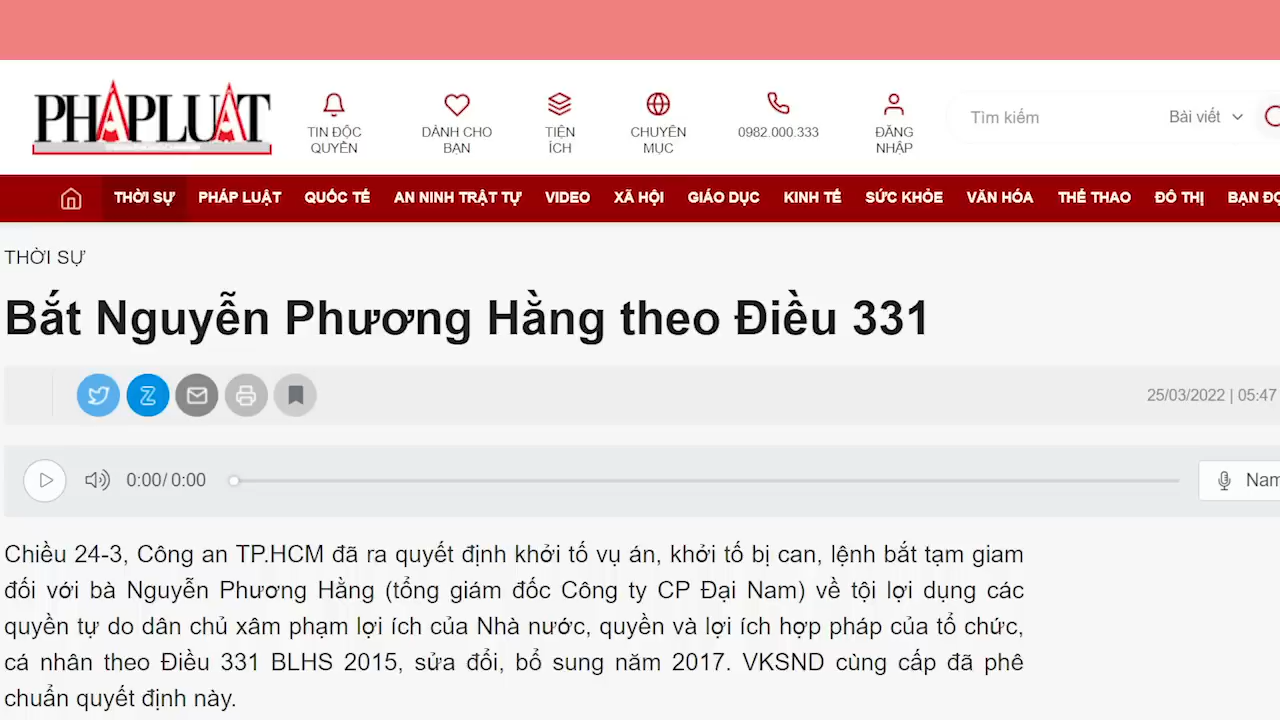 PHÁP LUẬT
TIN ĐỘC
QUYỀN
DÀNH CHO
BẠN
TIỆN
ÍCH
CHUYÊN
MỤC
0982.000.333
ĐĂNG
NHẬP
Tìm kiếm
Bài viết
THỜI SỰ PHÁP LUẬT QUỐC TẾ AN NINH TRẬT TỰ VIDEO XÃ HỘI GIÁO DỤC KINH TẾ SỨC KHỎE VĂN HÓA THỂ THAO ĐÔ THỊ BẠN
THỜI SỰ
Bắt Nguyễn Phương Hằng theo Điều 331
25/03/2022 | 05:47
0:00/ 0:00
Nam
Chiều 24-3, Công an TP.HCM đã ra quyết định khởi tố vụ án, khởi tố bị can, lệnh bắt tạm giam
đối với bà Nguyễn Phương Hằng (tổng giám đốc Công ty CP Đại Nam) về tội lợi dụng các
quyền tự do dân chủ xâm phạm lợi ích của Nhà nước, quyền và lợi ích hợp pháp của tổ chức,
cá nhân theo Điều 331 BLHS 2015, sửa đổi, bổ sung năm 2017. VKSND cùng cấp đã phê
chuẩn quyết định này.